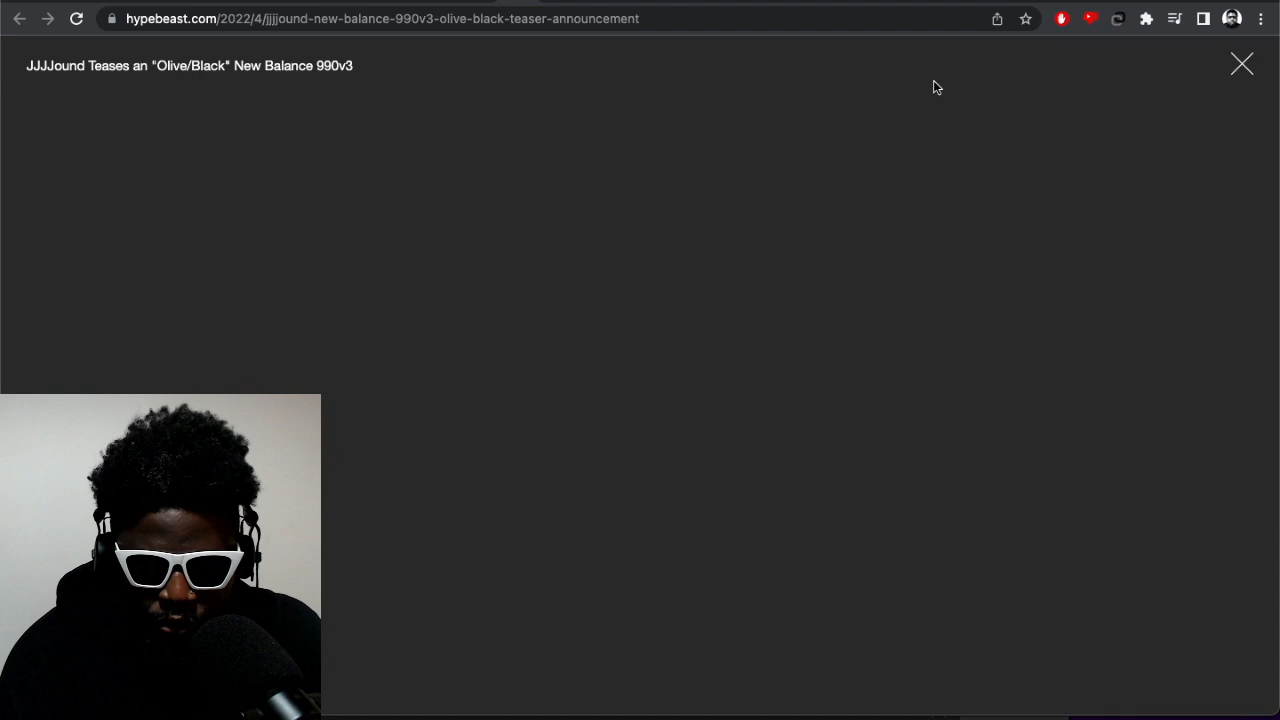 hypebeast.com/2022/4/jjjjound-new-balance-990v3-olive-black-teaser-announcement
JJJJound Teases an "Olive/Black" New Balance 990v3